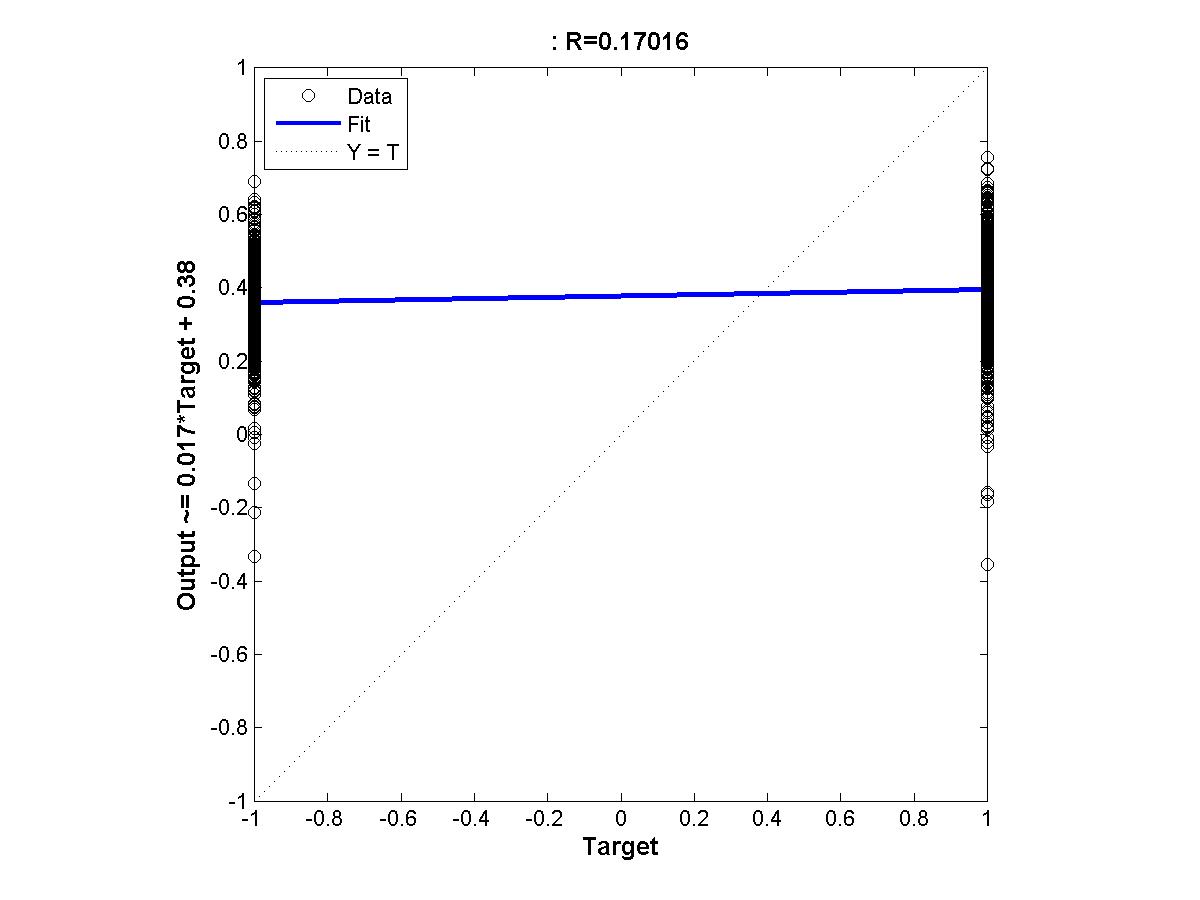 : R=0.17016
Data
Fit
Y = T
1
0.8
0.6
0.4
0.2
0
-0.2
-0.4
-0.6
-0.8
-1
Output ~= 0.017*Target + 0.38
-1 -0.8 -0.6 -0.4 -0.2 0 0.2 0.4 0.6 0.8 1
Target